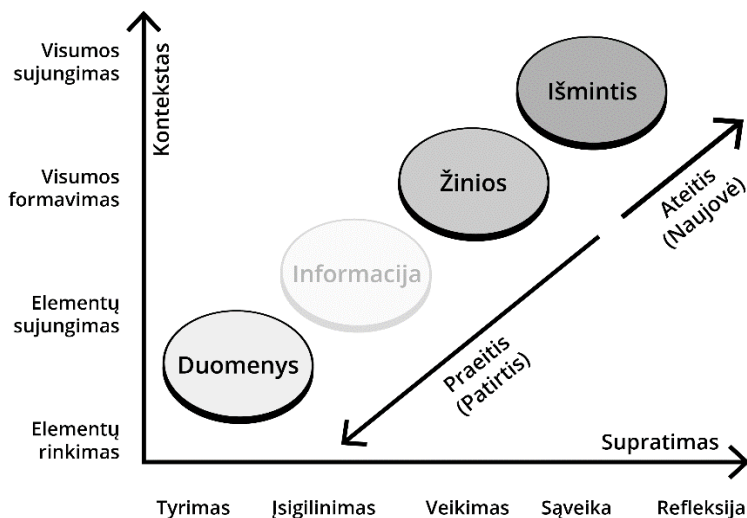 Visumos
sujungimas
Kontekstas
Išmintis
Visumos
formavimas
Žinios
Ateitis
(Naujovė)
Informacija
Elementų
sujungimas
Duomenys
Praeitis
(Patirtis)
Elementų
rinkimas
Supratimas
Tyrimas Įsigilinimas Veikimas Sąveika Refleksija